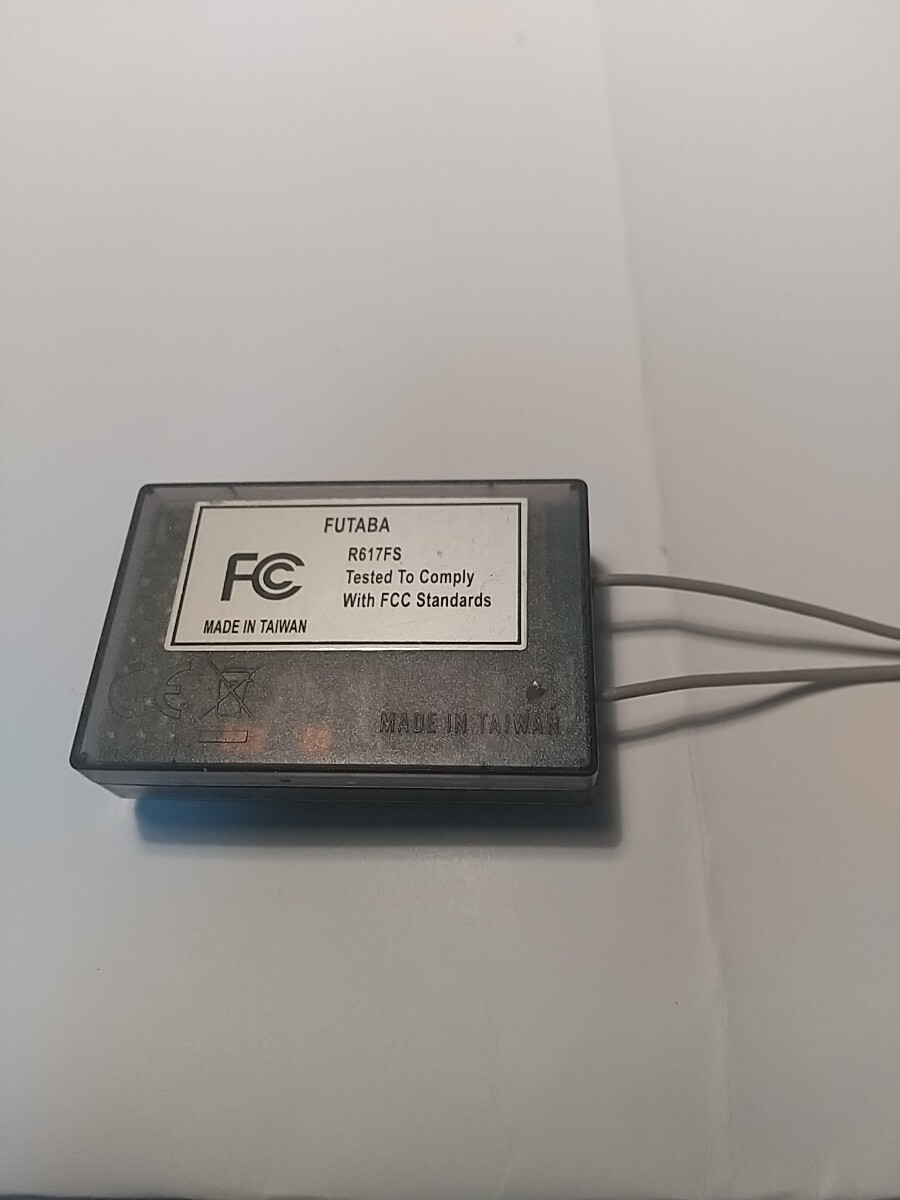 FUTABA
FC
R617FS
Tested To Comply
With FCC Standards
MADE IN TAIWAN
CE
MADE IN TAIWAN